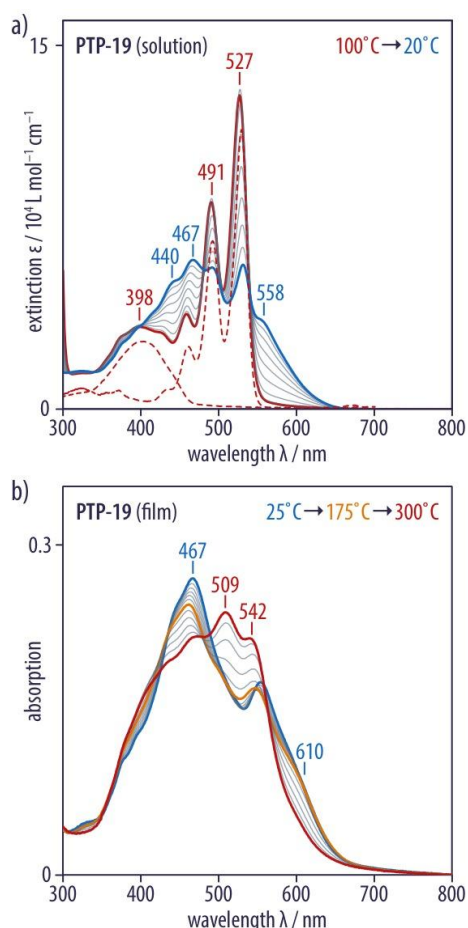 a)
15
PTP-19 (solution)
100°C→20°C
527
491
467
440
398
558
extinction ε / 10⁴ L mol⁻¹ cm⁻¹
0
300 400 500 600 700 800
wavelength λ / nm
b)
PTP-19 (film)
25°C→175°C→300°C
0.3
467
509
542
610
absorption
0
300 400 500 600 700 800
wavelength λ / nm